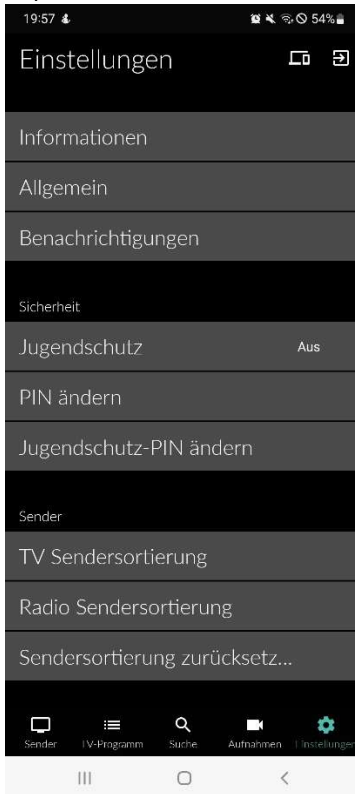 19:57 54%
Einstellungen
Informationen
Allgemein
Benachrichtigungen
Sicherheit
Jugendschutz Aus
PIN ändern
Jugendschutz-PIN ändern
Sender
TV Sendersortierung
Radio Sendersortierung
Sendersortierung zurücksetz...
Sender TV-Programm Suche Aufnahmen Einstellungen